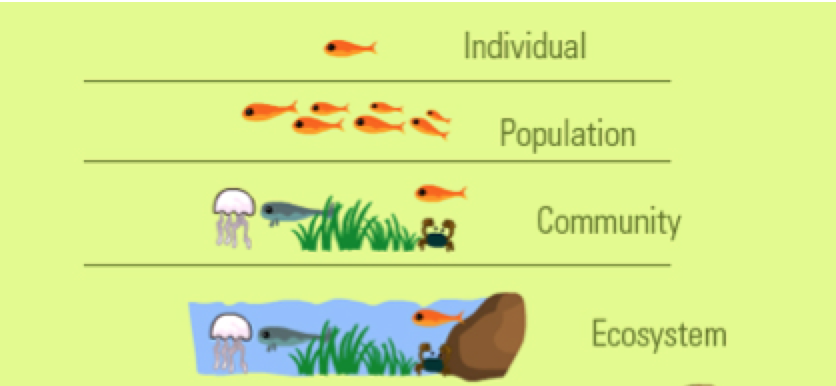 Individual
Population
Community
Ecosystem